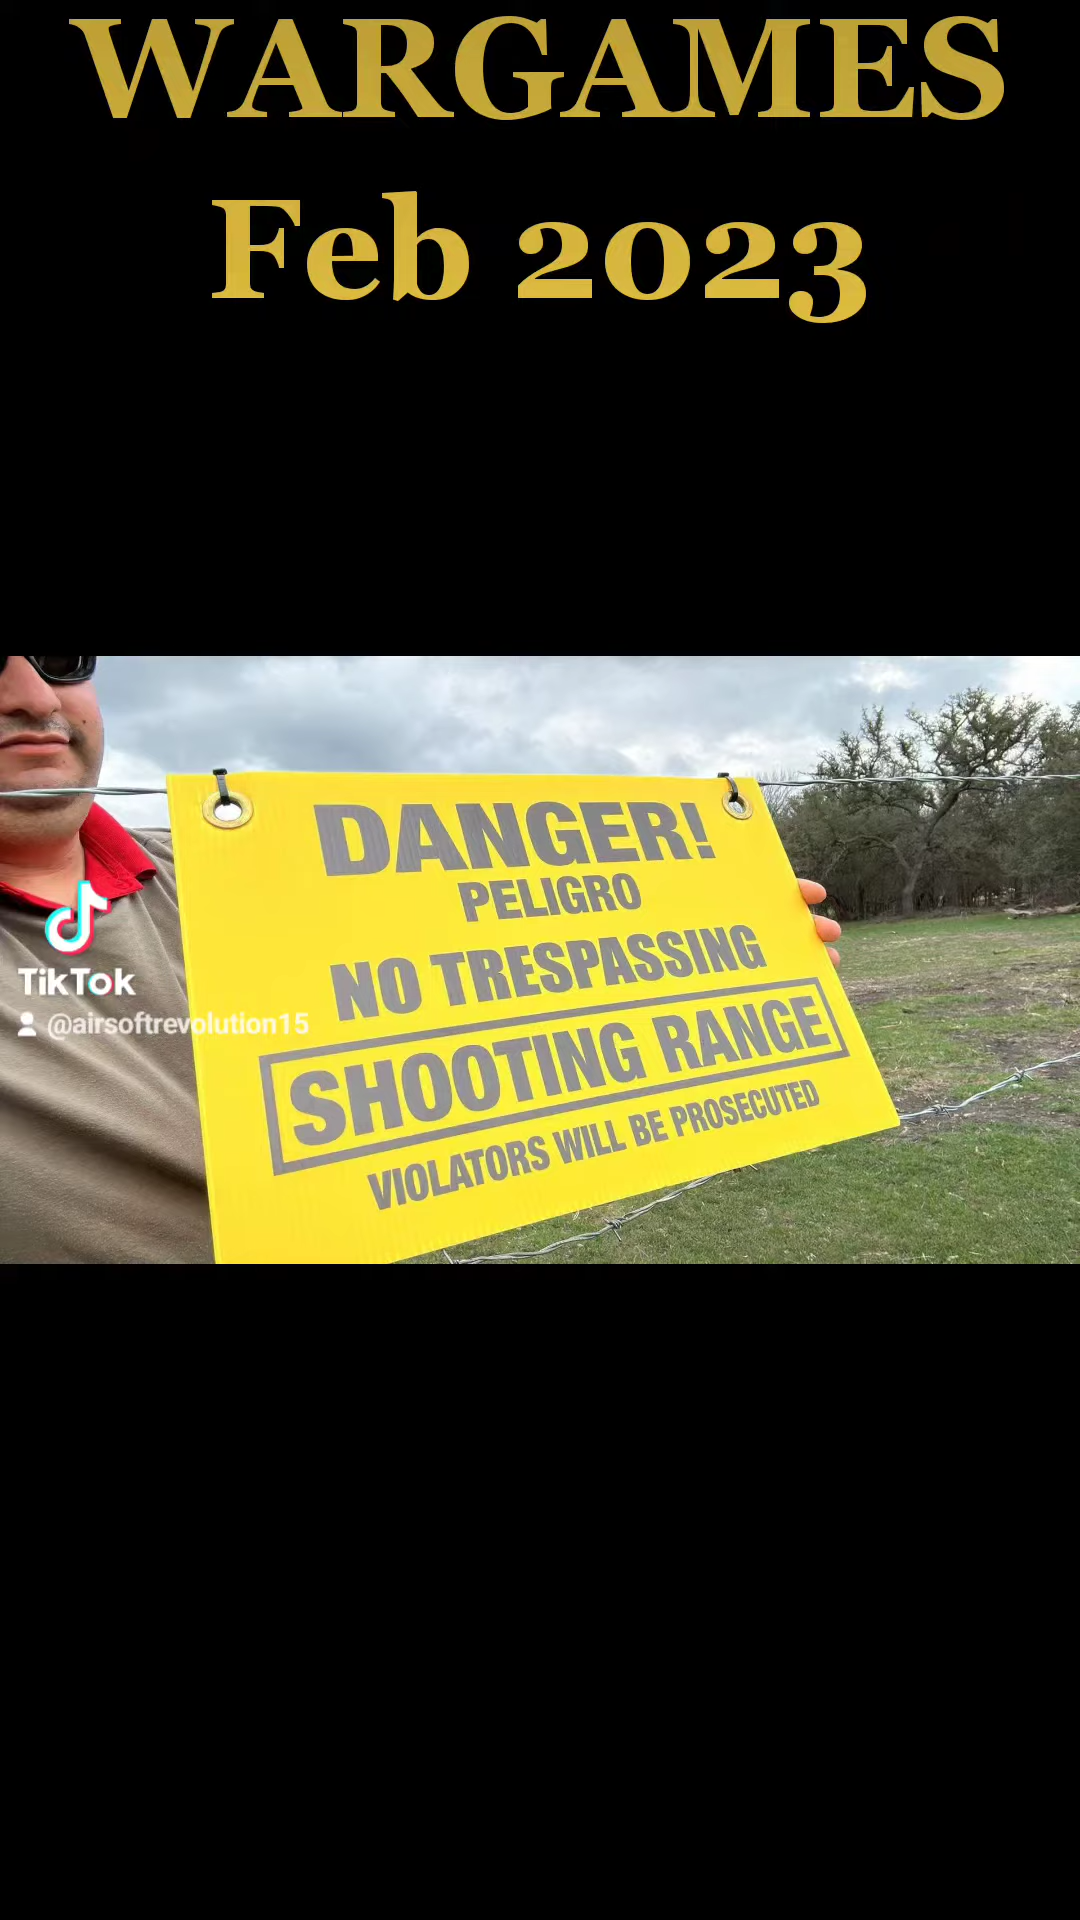 WARGAMES
Feb 2023
DANGER!
PELIGRO
NO TRESPASSING
SHOOTING RANGE
VIOLATORS WILL BE PROSECUTED
TikTok
@airsoftrevolution15